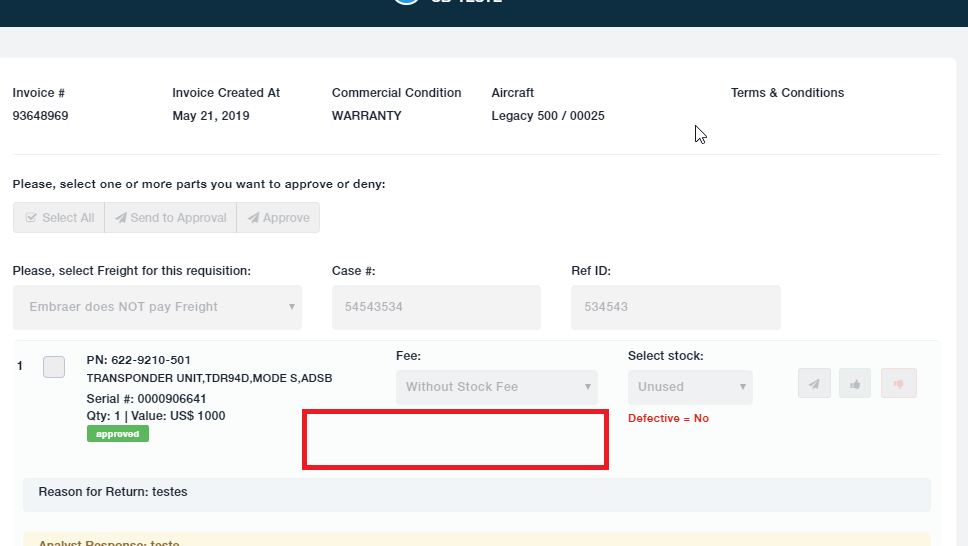 Invoice #
Invoice Created At
Commercial Condition
Aircraft
Terms & Conditions
93648969
May 21, 2019
WARRANTY
Legacy 500 / 00025
Please, select one or more parts you want to approve or deny:
Select All
Send to Approval
Approve
Please, select Freight for this requisition:
Case #:
Ref ID:
Embraer does NOT pay Freight
54543534
534543
1
PN: 622-9210-501
Fee:
Select stock:
TRANSPONDER UNIT,TDR94D,MODE S,ADSB
Without Stock Fee
Unused
Serial #: 0000906641
Qty: 1 | Value: US$ 1000
Defective = No
approved
Reason for Return: testes
Analyst Response: teste